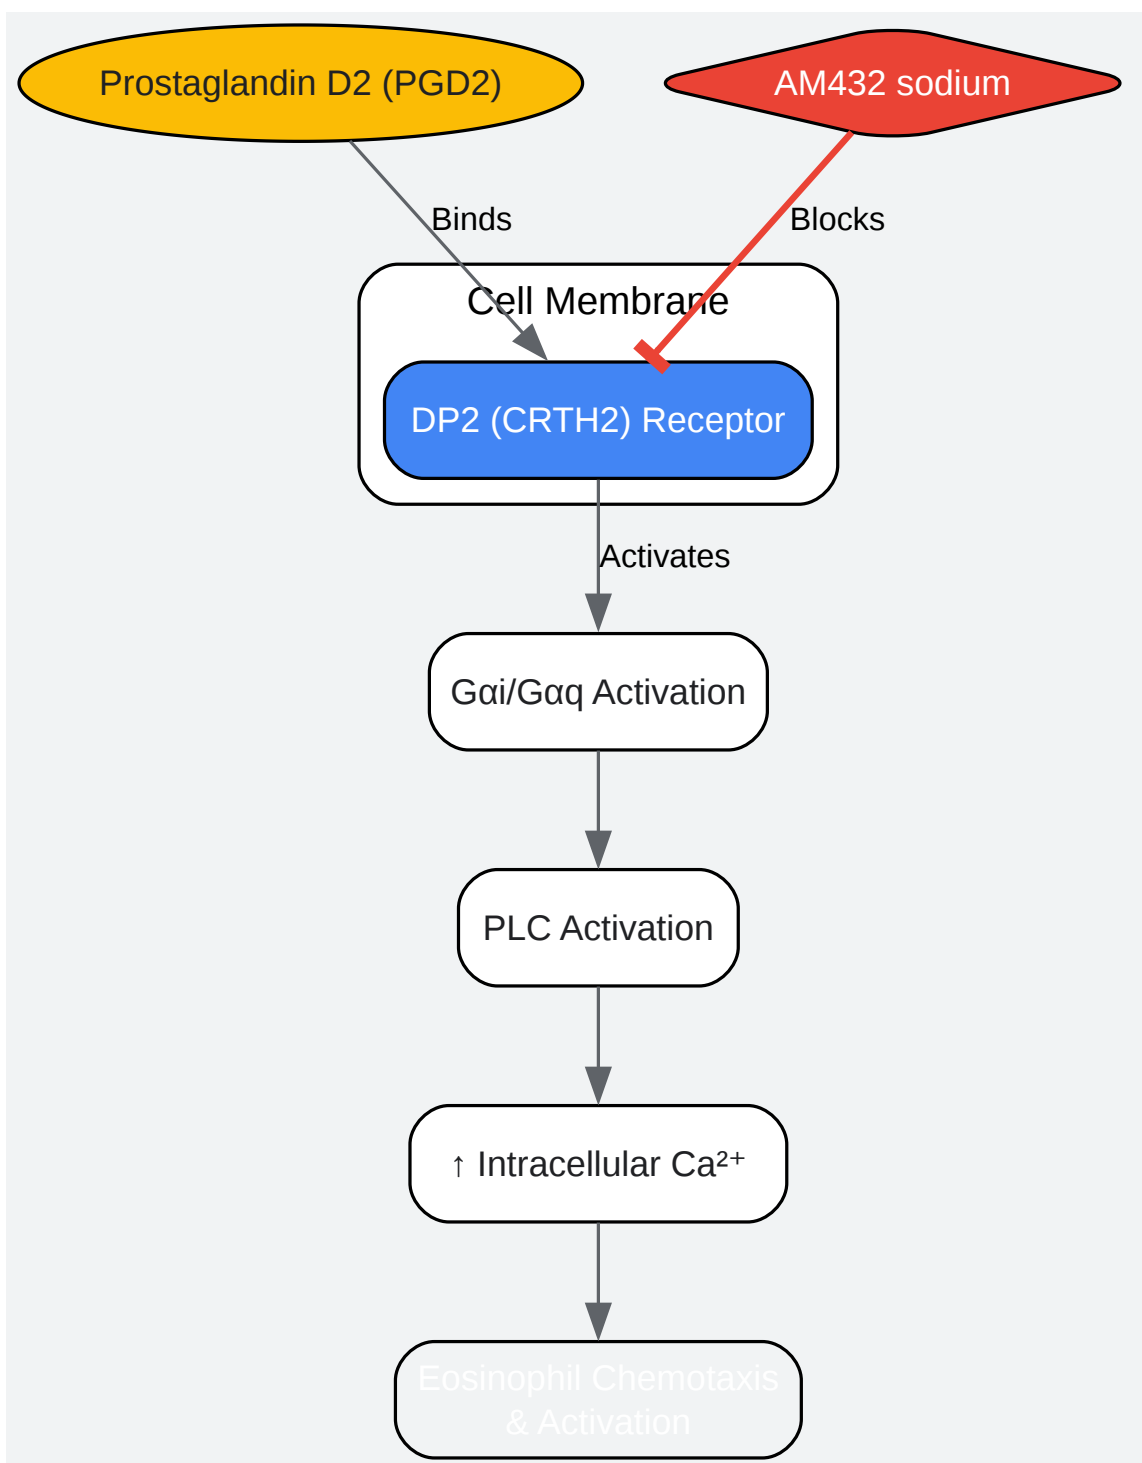 Prostaglandin D2 (PGD2)
AM432 sodium
Binds
Blocks
Cell Membrane
DP2 (CRTH2) Receptor
Activates
Gαi/Gαq Activation
PLC Activation
↑ Intracellular Ca²⁺
Eosinophil Chemotaxis
& Activation